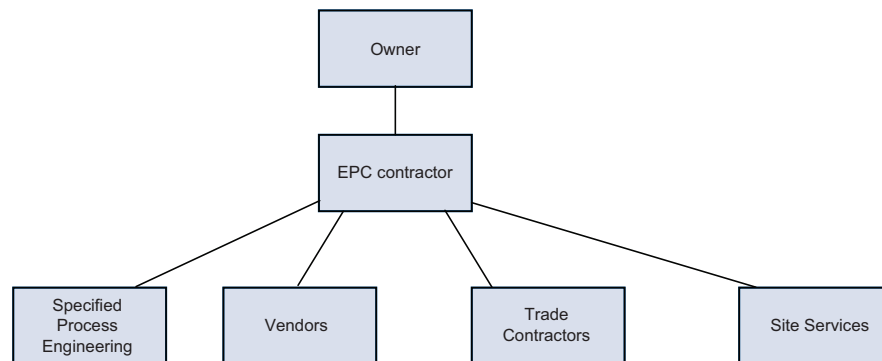 Owner
EPC contractor
Specified
Process
Engineering
Vendors
Trade
Contractors
Site Services